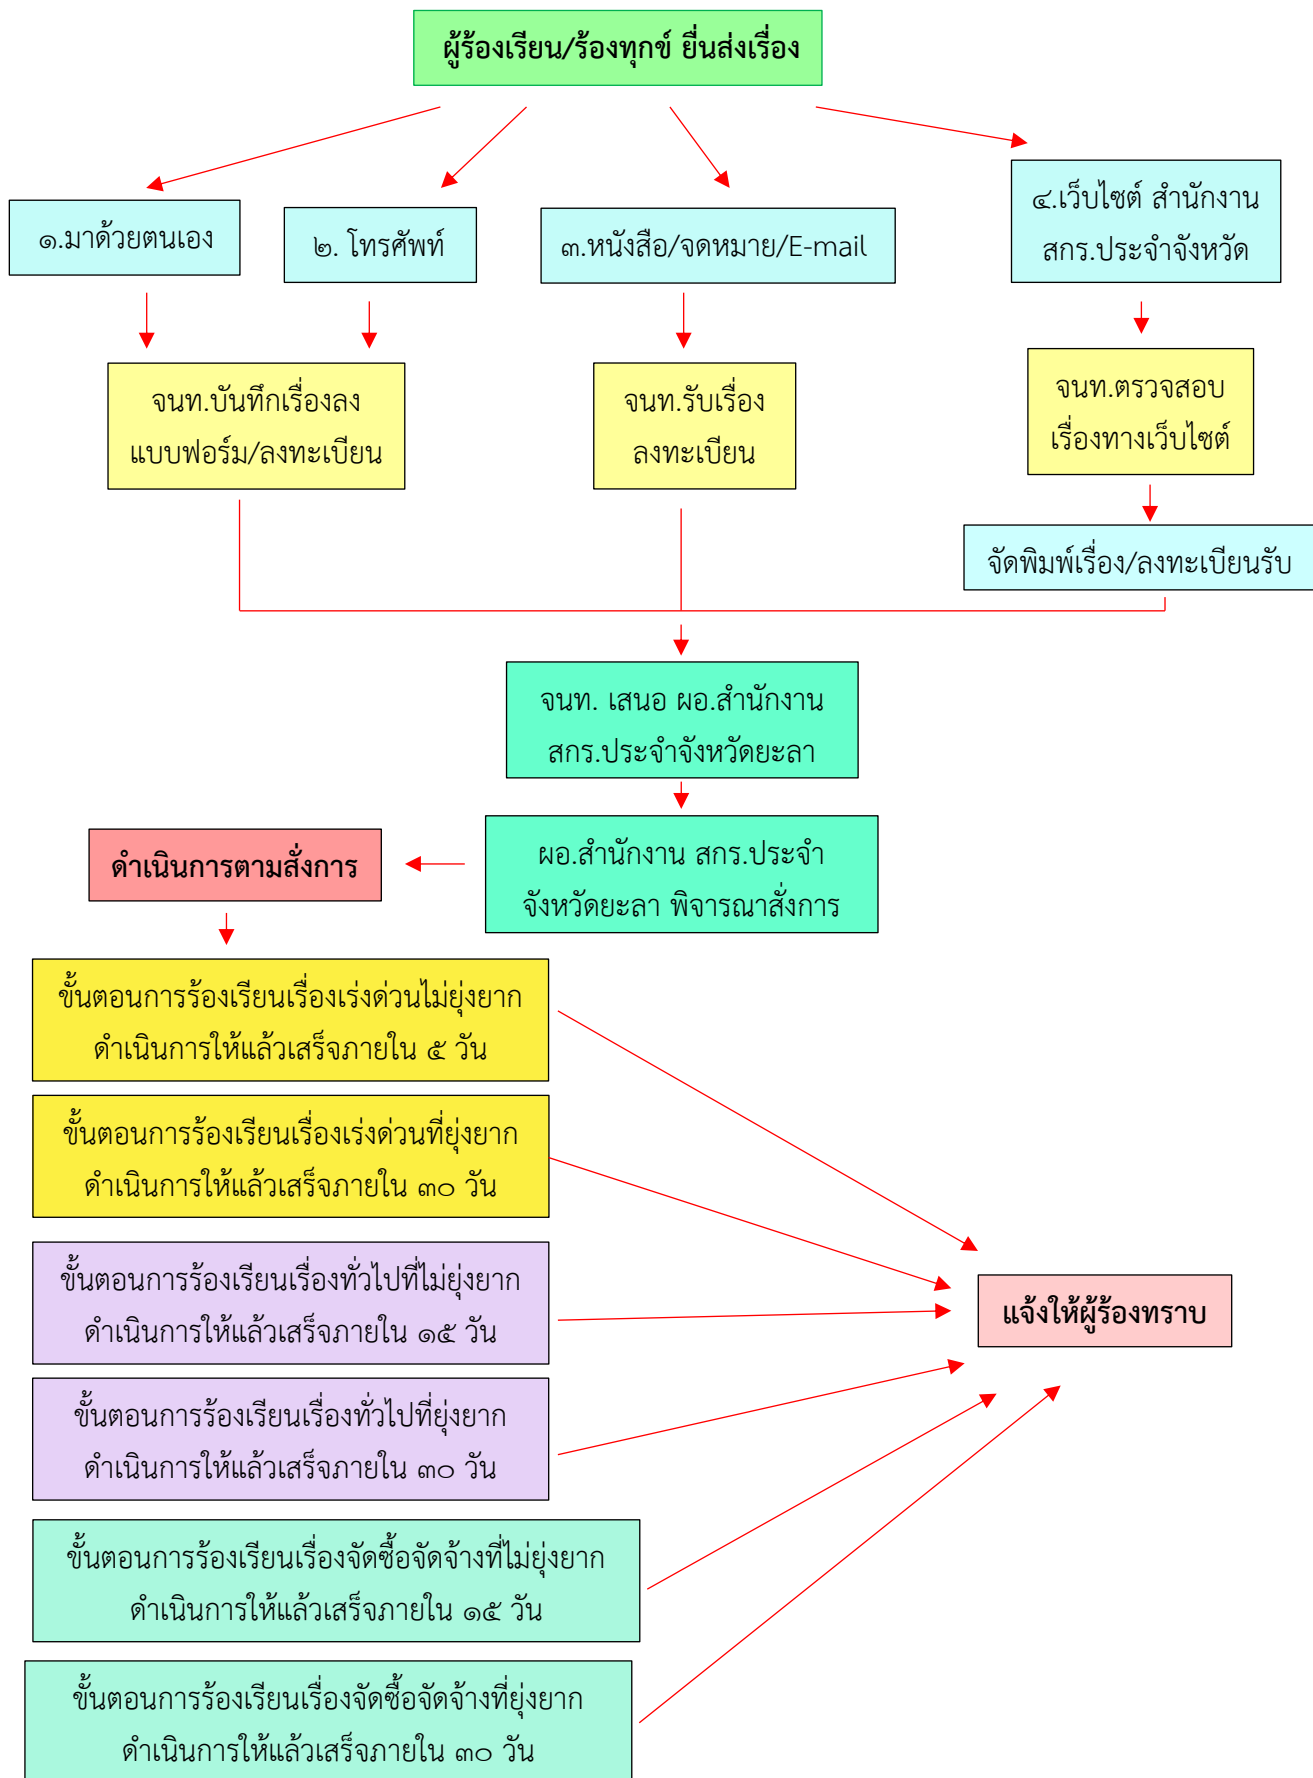 ผู้ร้องเรียน/ร้องทุกข์ ยื่นส่งเรื่อง
๑.มาด้วยตนเอง
๒. โทรศัพท์
๓.หนังสือ/จดหมาย/E-mail
๔.เว็บไซต์ สำนักงาน
สกร.ประจำจังหวัด
จนท.บันทึกเรื่องลง
แบบฟอร์ม/ลงทะเบียน
จนท.รับเรื่อง
ลงทะเบียน
จนท.ตรวจสอบ
เรื่องทางเว็บไซต์
จัดพิมพ์เรื่อง/ลงทะเบียนรับ
จนท. เสนอ ผอ.สำนักงาน
สกร.ประจำจังหวัดยะลา
ผอ.สำนักงาน สกร.ประจำ
จังหวัดยะลา พิจารณาสั่งการ
ดำเนินการตามสั่งการ
ขั้นตอนการร้องเรียนเรื่องเร่งด่วนไม่ยุ่งยาก
ดำเนินการให้แล้วเสร็จภายใน ๕ วัน
ขั้นตอนการร้องเรียนเรื่องเร่งด่วนที่ยุ่งยาก
ดำเนินการให้แล้วเสร็จภายใน ๓๐ วัน
ขั้นตอนการร้องเรียนเรื่องทั่วไปที่ไม่ยุ่งยาก
ดำเนินการให้แล้วเสร็จภายใน ๑๕ วัน
ขั้นตอนการร้องเรียนเรื่องทั่วไปที่ยุ่งยาก
ดำเนินการให้แล้วเสร็จภายใน ๓๐ วัน
ขั้นตอนการร้องเรียนเรื่องจัดซื้อจัดจ้างที่ไม่ยุ่งยาก
ดำเนินการให้แล้วเสร็จภายใน ๑๕ วัน
ขั้นตอนการร้องเรียนเรื่องจัดซื้อจัดจ้างที่ยุ่งยาก
ดำเนินการให้แล้วเสร็จภายใน ๓๐ วัน
แจ้งให้ผู้ร้องทราบ